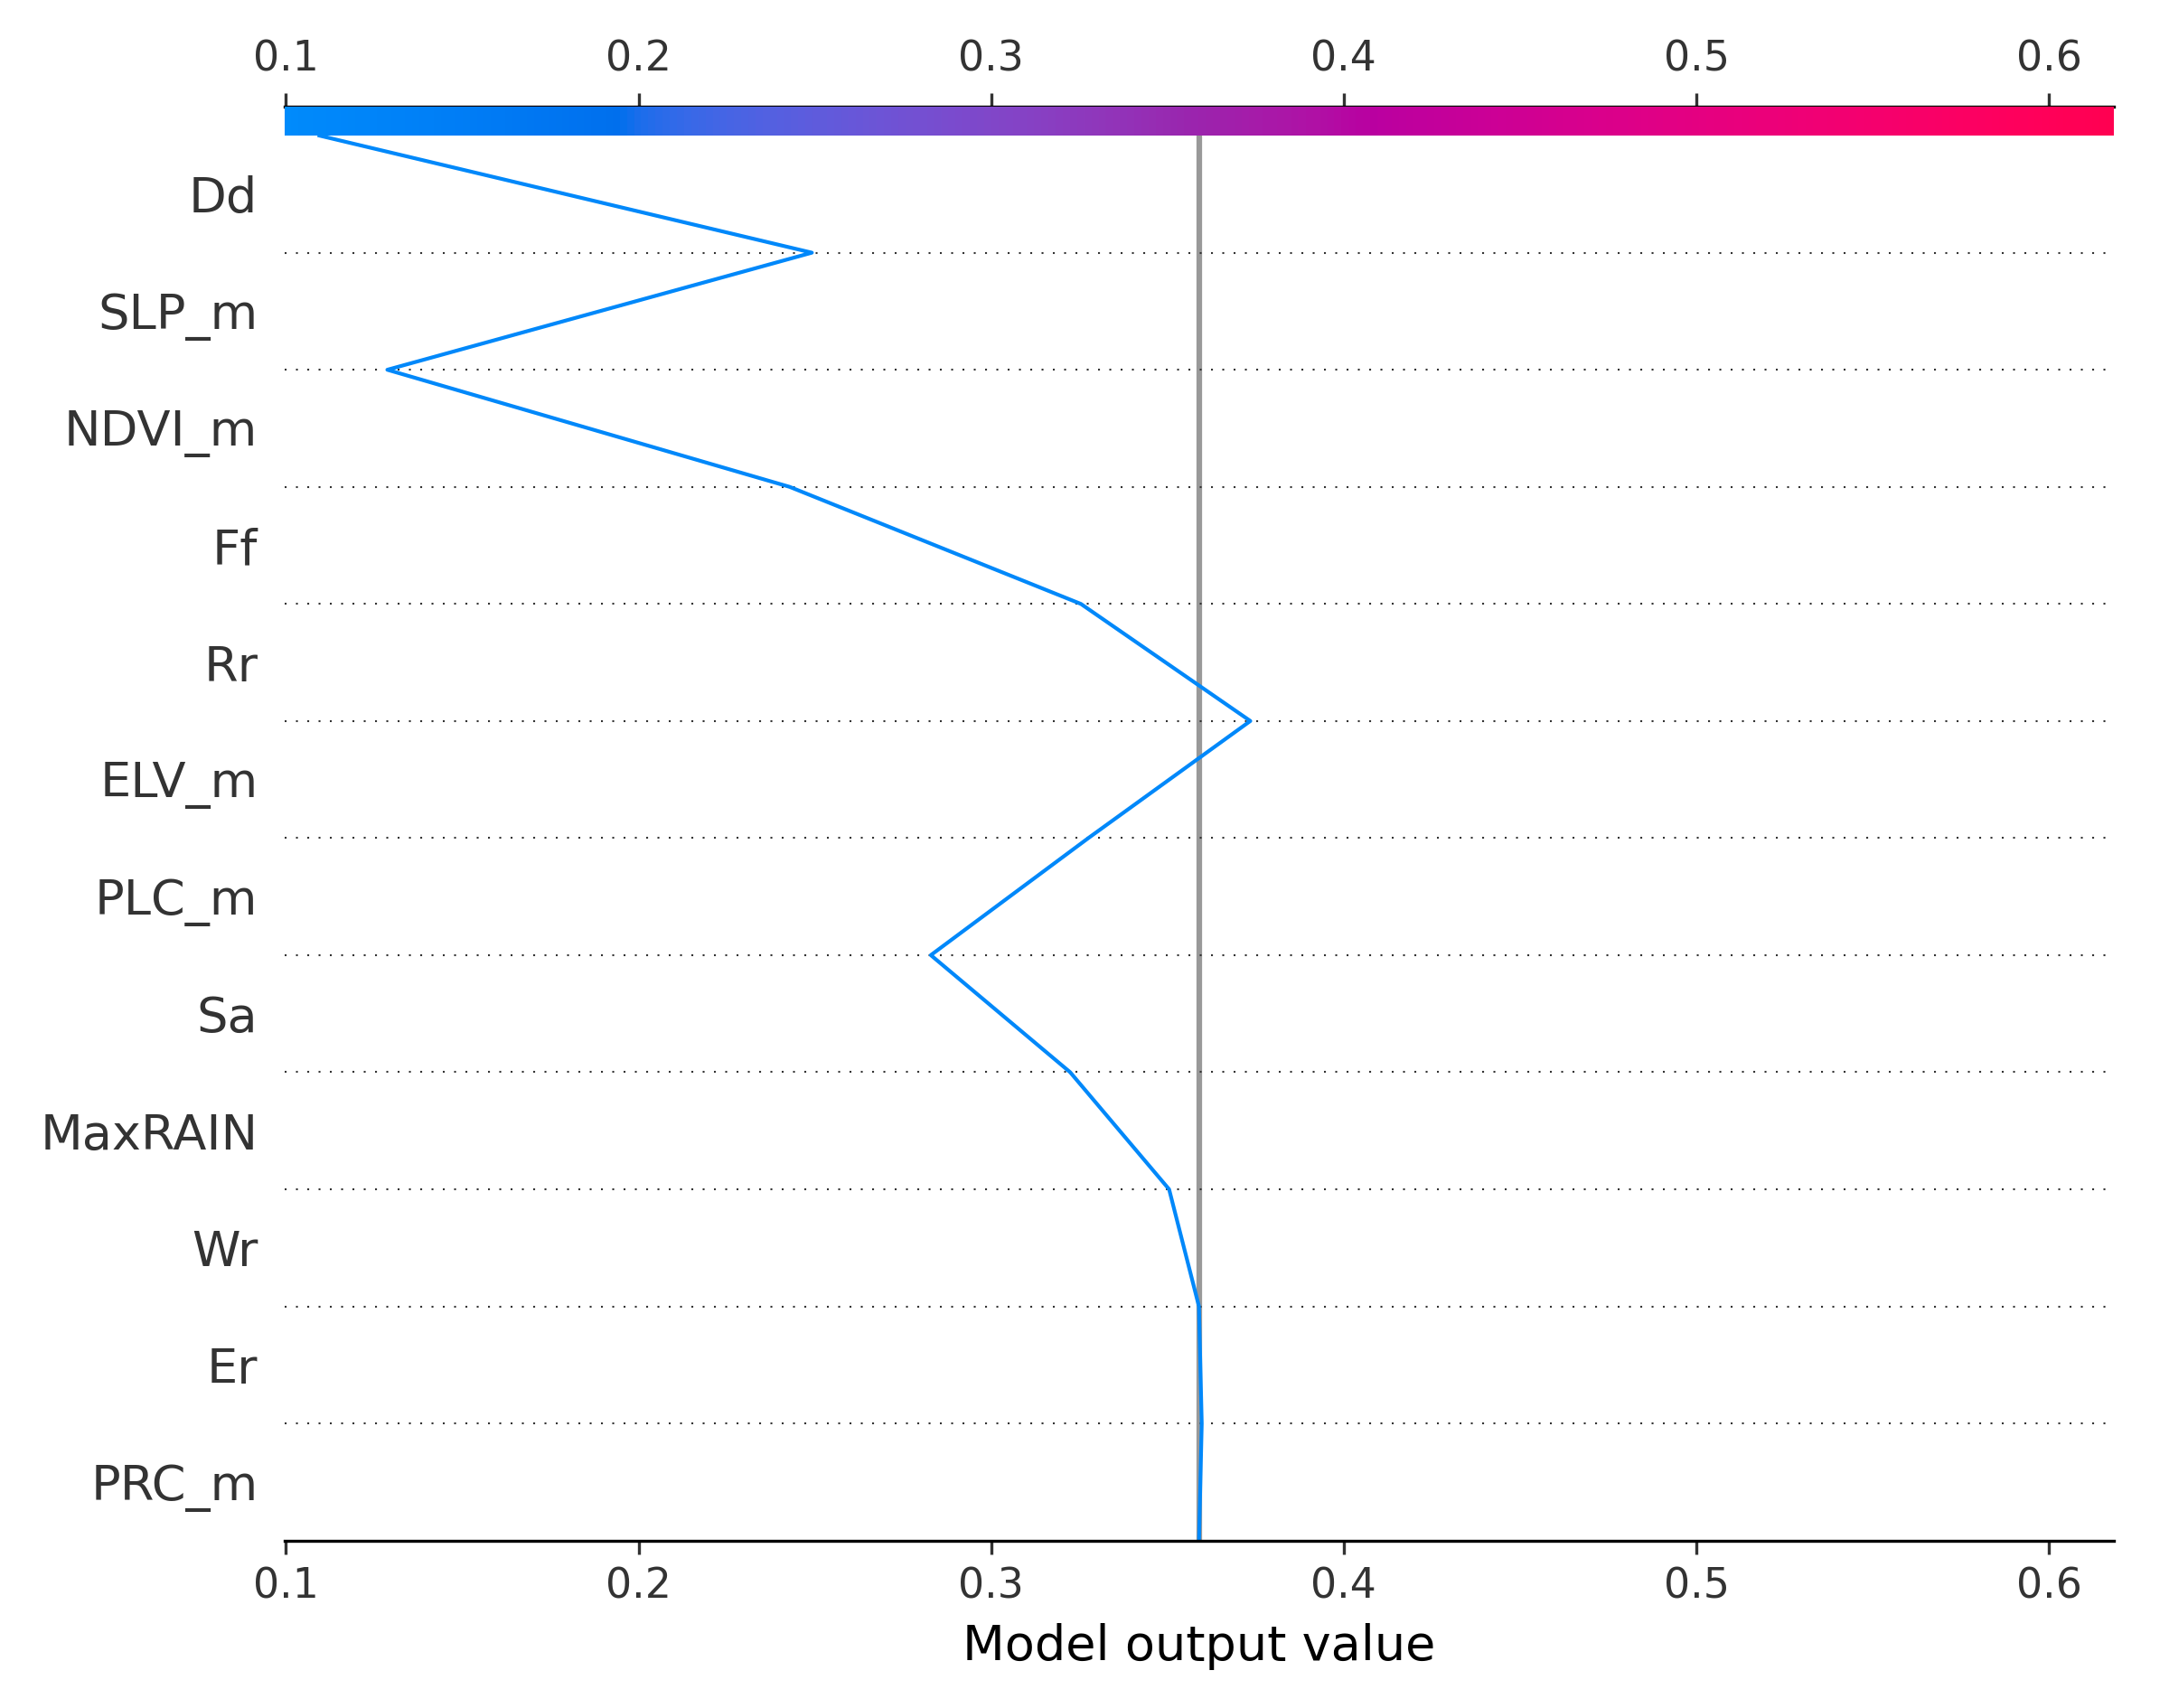 0.1 0.2 0.3 0.4 0.5 0.6
Dd
SLP_m
NDVI_m
Ff
Rr
ELV_m
PLC_m
Sa
MaxRAIN
Wr
Er
PRC_m
0.1 0.2 0.3 0.4 0.5 0.6
Model output value